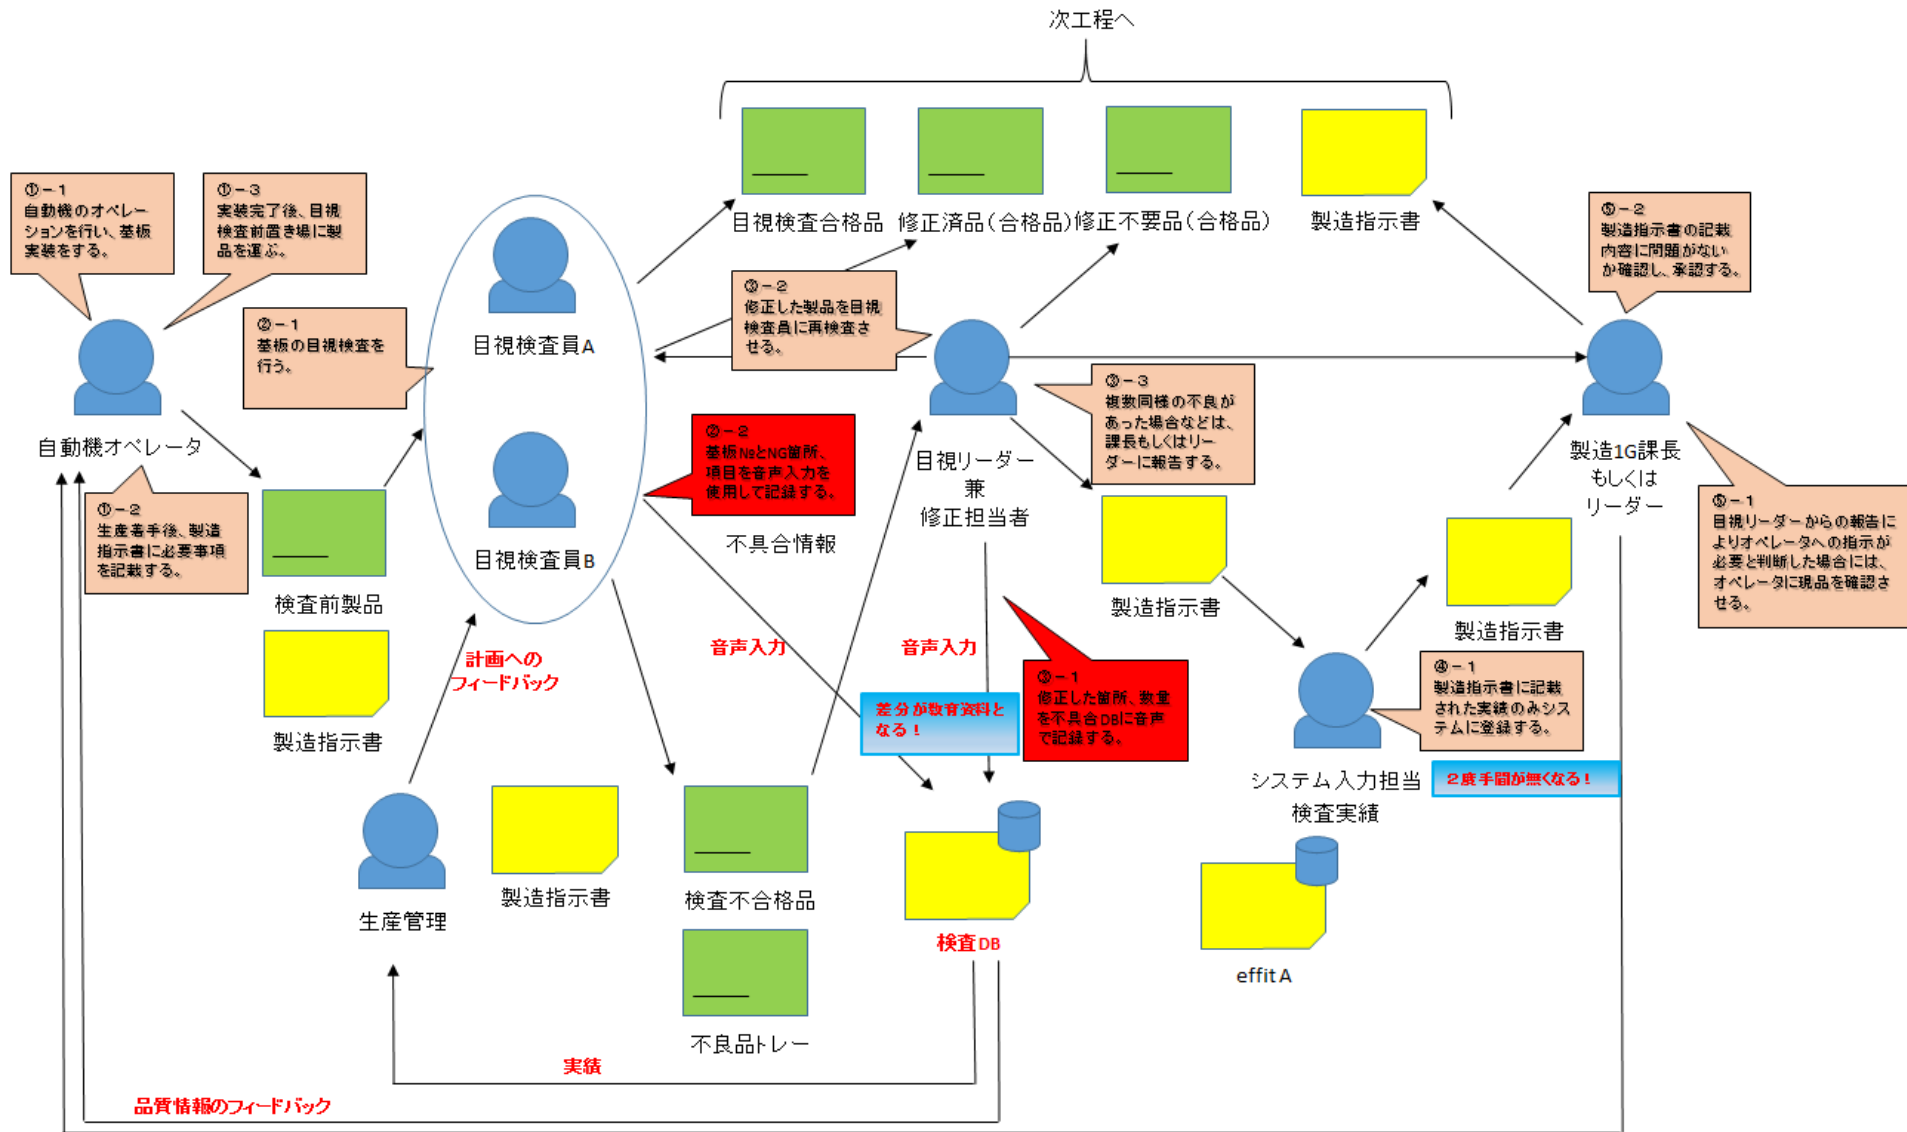 次工程へ
①－1
自動機のオペレー
ションを行い、基板
実装をする。
①－3
実装完了後、目視
検査前置き場に製
品を運ぶ。
目視検査合格品
修正済品(合格品)
修正不要品(合格品)
製造指示書
⑤－2
製造指示書の記載
内容に問題がない
か確認し、承認する。
②－1
基板の目視検査を
行う。
目視検査員A
③－2
修正した製品を目視
検査員に再検査さ
せる。
自動機オペレータ
①－2
生産着手後、製造
指示書に必要事項
を記載する。
②－2
基板№とNG箇所、
項目を音声入力を
使用して記録する。
目視リーダー
兼
修正担当者
③－3
複数同様の不良が
あった場合などは、
課長もしくはリー
ダーに報告する。
製造1G課長
もしくは
リーダー
⑤－1
目視リーダーからの報告に
よりオペレータへの指示が
必要と判断した場合には、
オペレータに現品を確認さ
せる。
目視検査員B
不具合情報
検査前製品
製造指示書
製造指示書
計画への
フィードバック
音声入力
音声入力
③－1
修正した箇所、数量
を不具合DBに音声
で記録する。
④－1
製造指示書に記載
された実績のみシス
テムに登録する。
差分が教育資料と
なる！
製造指示書
システム入力担当
検査実績
２度手間が無くなる！
生産管理
製造指示書
検査不合格品
検査DB
effitA
不良品トレー
実績
品質情報のフィードバック